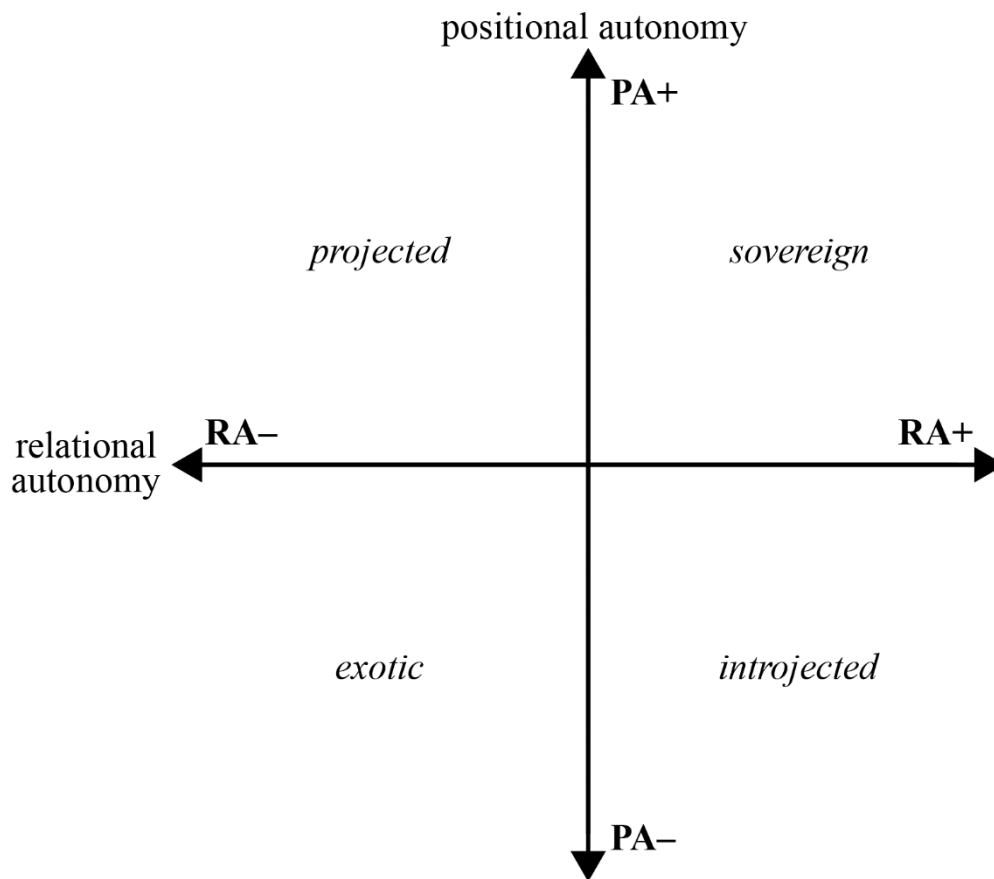 positional autonomy
PA+
projected
sovereign
RA–
RA+
relational
autonomy
exotic
introjected
PA–